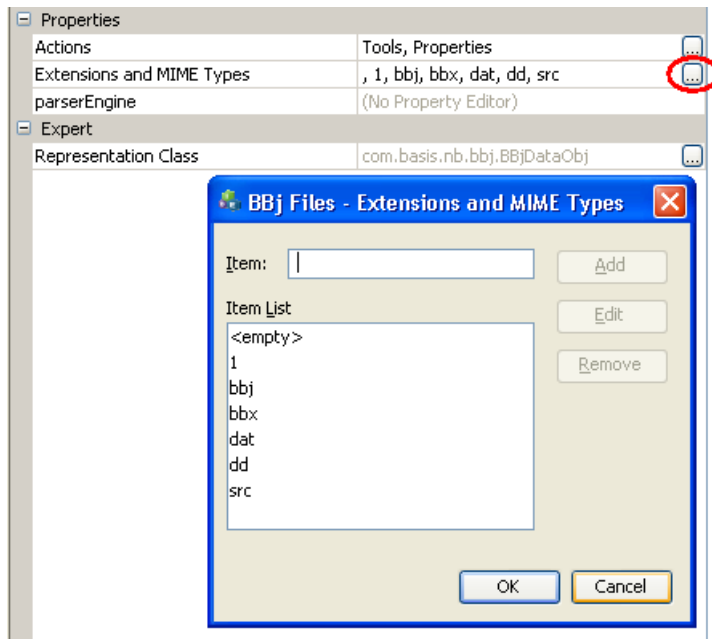 Properties
Actions Tools, Properties ...
Extensions and MIME Types , 1, bbj, bbx, dat, dd, src ...
parserEngine (No Property Editor)
Expert
Representation Class com.basis.nb.bbj.BBjDataObj ...
BBj Files - Extensions and MIME Types
Item: Add
Item List Edit
<empty>
1 Remove
bbj
bbx
dat
dd
src
OK Cancel